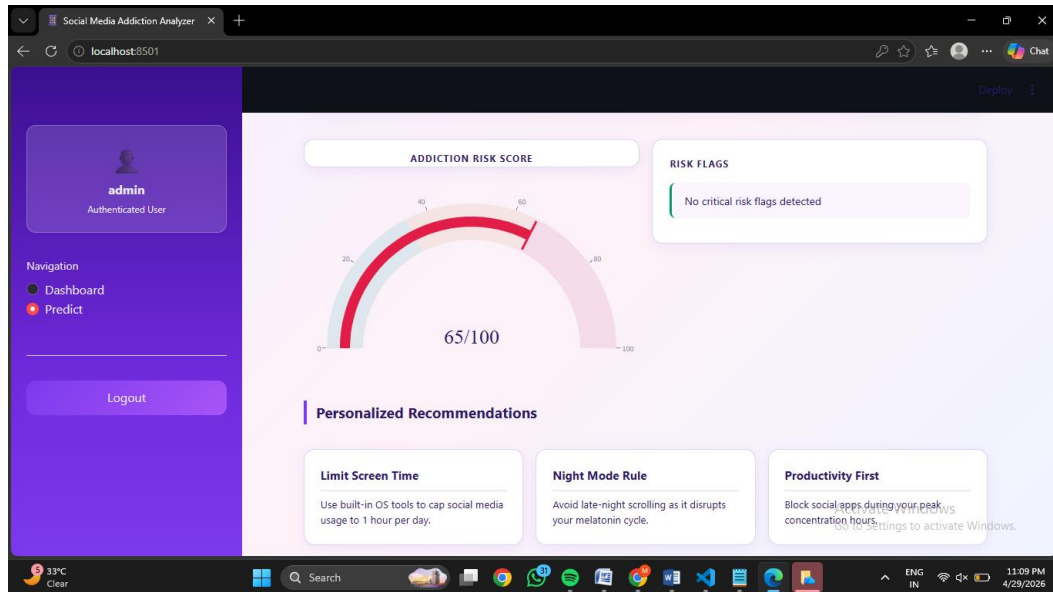 Social Media Addiction Analyzer
localhost:8501
Chat
Deploy
admin
Authenticated User
Navigation
Dashboard
Predict
Logout
ADDICTION RISK SCORE
0
20
40
60
80
100
65/100
RISK FLAGS
No critical risk flags detected
Personalized Recommendations
Limit Screen Time
Use built-in OS tools to cap social media
usage to 1 hour per day.
Night Mode Rule
Avoid late-night scrolling as it disrupts
your melatonin cycle.
Productivity First
Block social apps during your peak
concentration hours.
Activate Windows
Go to Settings to activate Windows.
5
33°C
Clear
Search
31
ENG
IN
11:09 PM
4/29/2026